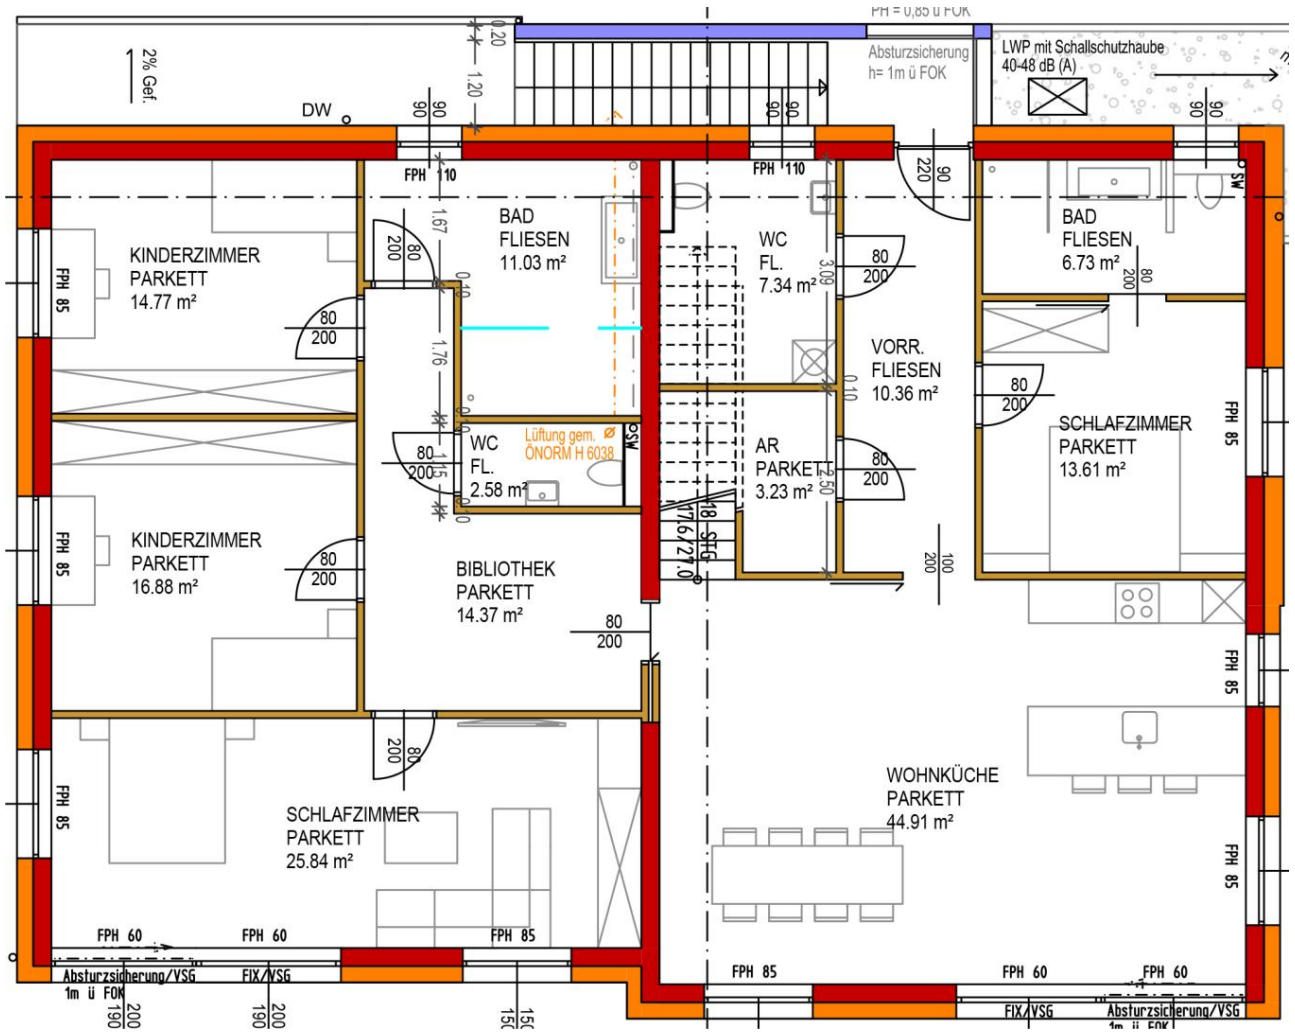 PH = 0,85 ü FOK
0.20
1.20
2% Gef.
Absturzsicherung
h= 1m ü FOK
LWP mit Schallschutzhaube
40-48 dB (A)
DW
90
90
90
90
90
90
FPH 110
FPH 110
90
220
SW
KINDERZIMMER
PARKETT
14.77 m²
FPH 85
80
200
1.67
BAD
FLIESEN
11.03 m²
0.10
WC
FL.
7.34 m²
3.09
80
200
BAD
FLIESEN
6.73 m²
80
200
80
200
1.76
VORR.
FLIESEN
10.36 m²
0.10
80
200
SCHLAFZIMMER
PARKETT
13.61 m²
FPH 85
0.10
80
200
1.15
WC
FL.
2.58 m²
Lüftung gem.
ÖNORM H 6038
SW
AR
PARKETT
3.23 m²
2.50
80
200
0.10
18 STG
17.6/27.0
KINDERZIMMER
PARKETT
16.88 m²
FPH 85
80
200
BIBLIOTHEK
PARKETT
14.37 m²
100
200
80
200
FPH 85
80
200
SCHLAFZIMMER
PARKETT
25.84 m²
FPH 85
WOHNKÜCHE
PARKETT
44.91 m²
FPH 85
FPH 60
FPH 60
FPH 85
FPH 85
FPH 60
FPH 60
Absturzsicherung/VSG
1m ü FOK
FIX/VSG
FIX/VSG
Absturzsicherung/VSG
1m ü FOK
190
200
190
200
150
150